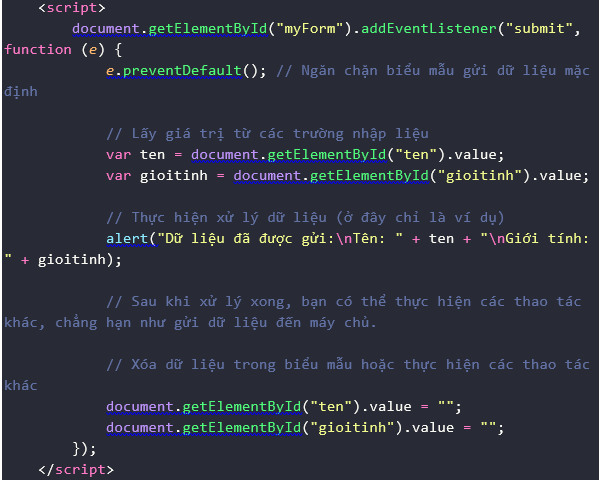 <script>
document.getElementById("myForm").addEventListener("submit",
function (e) {
e.preventDefault(); // Ngăn chặn biểu mẫu gửi dữ liệu mặc
định
// Lấy giá trị từ các trường nhập liệu
var ten = document.getElementById("ten").value;
var gioitinh = document.getElementById("gioitinh").value;
// Thực hiện xử lý dữ liệu (ở đây chỉ là ví dụ)
alert("Dữ liệu đã được gửi:\nTên: " + ten + "\nGiới tính:
" + gioitinh);
// Sau khi xử lý xong, bạn có thể thực hiện các thao tác
khác, chẳng hạn như gửi dữ liệu đến máy chủ.
// Xóa dữ liệu trong biểu mẫu hoặc thực hiện các thao tác
khác
document.getElementById("ten").value = "";
document.getElementById("gioitinh").value = "";
});
</script>